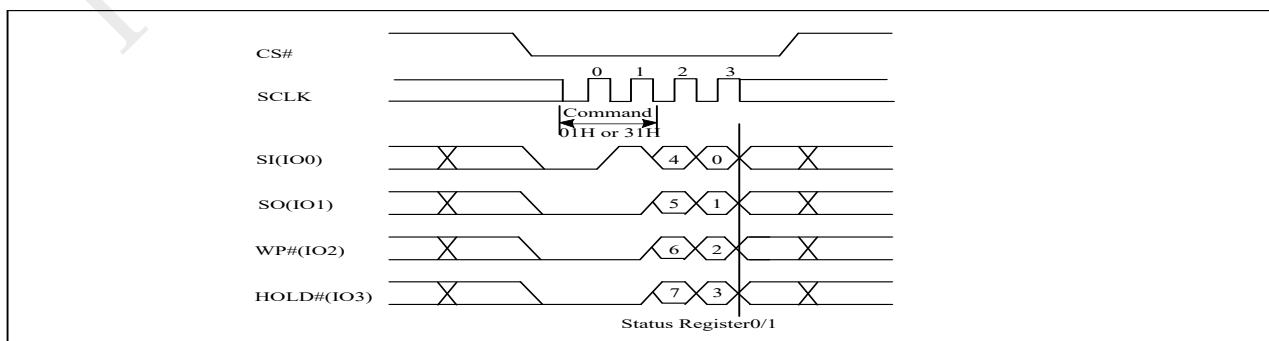 CS#
0 1 2 3
SCLK
Command
01H or 31H
SI(IO0) 4 0
SO(IO1) 5 1
WP#(IO2) 6 2
HOLD#(IO3) 7 3
Status Register0/1